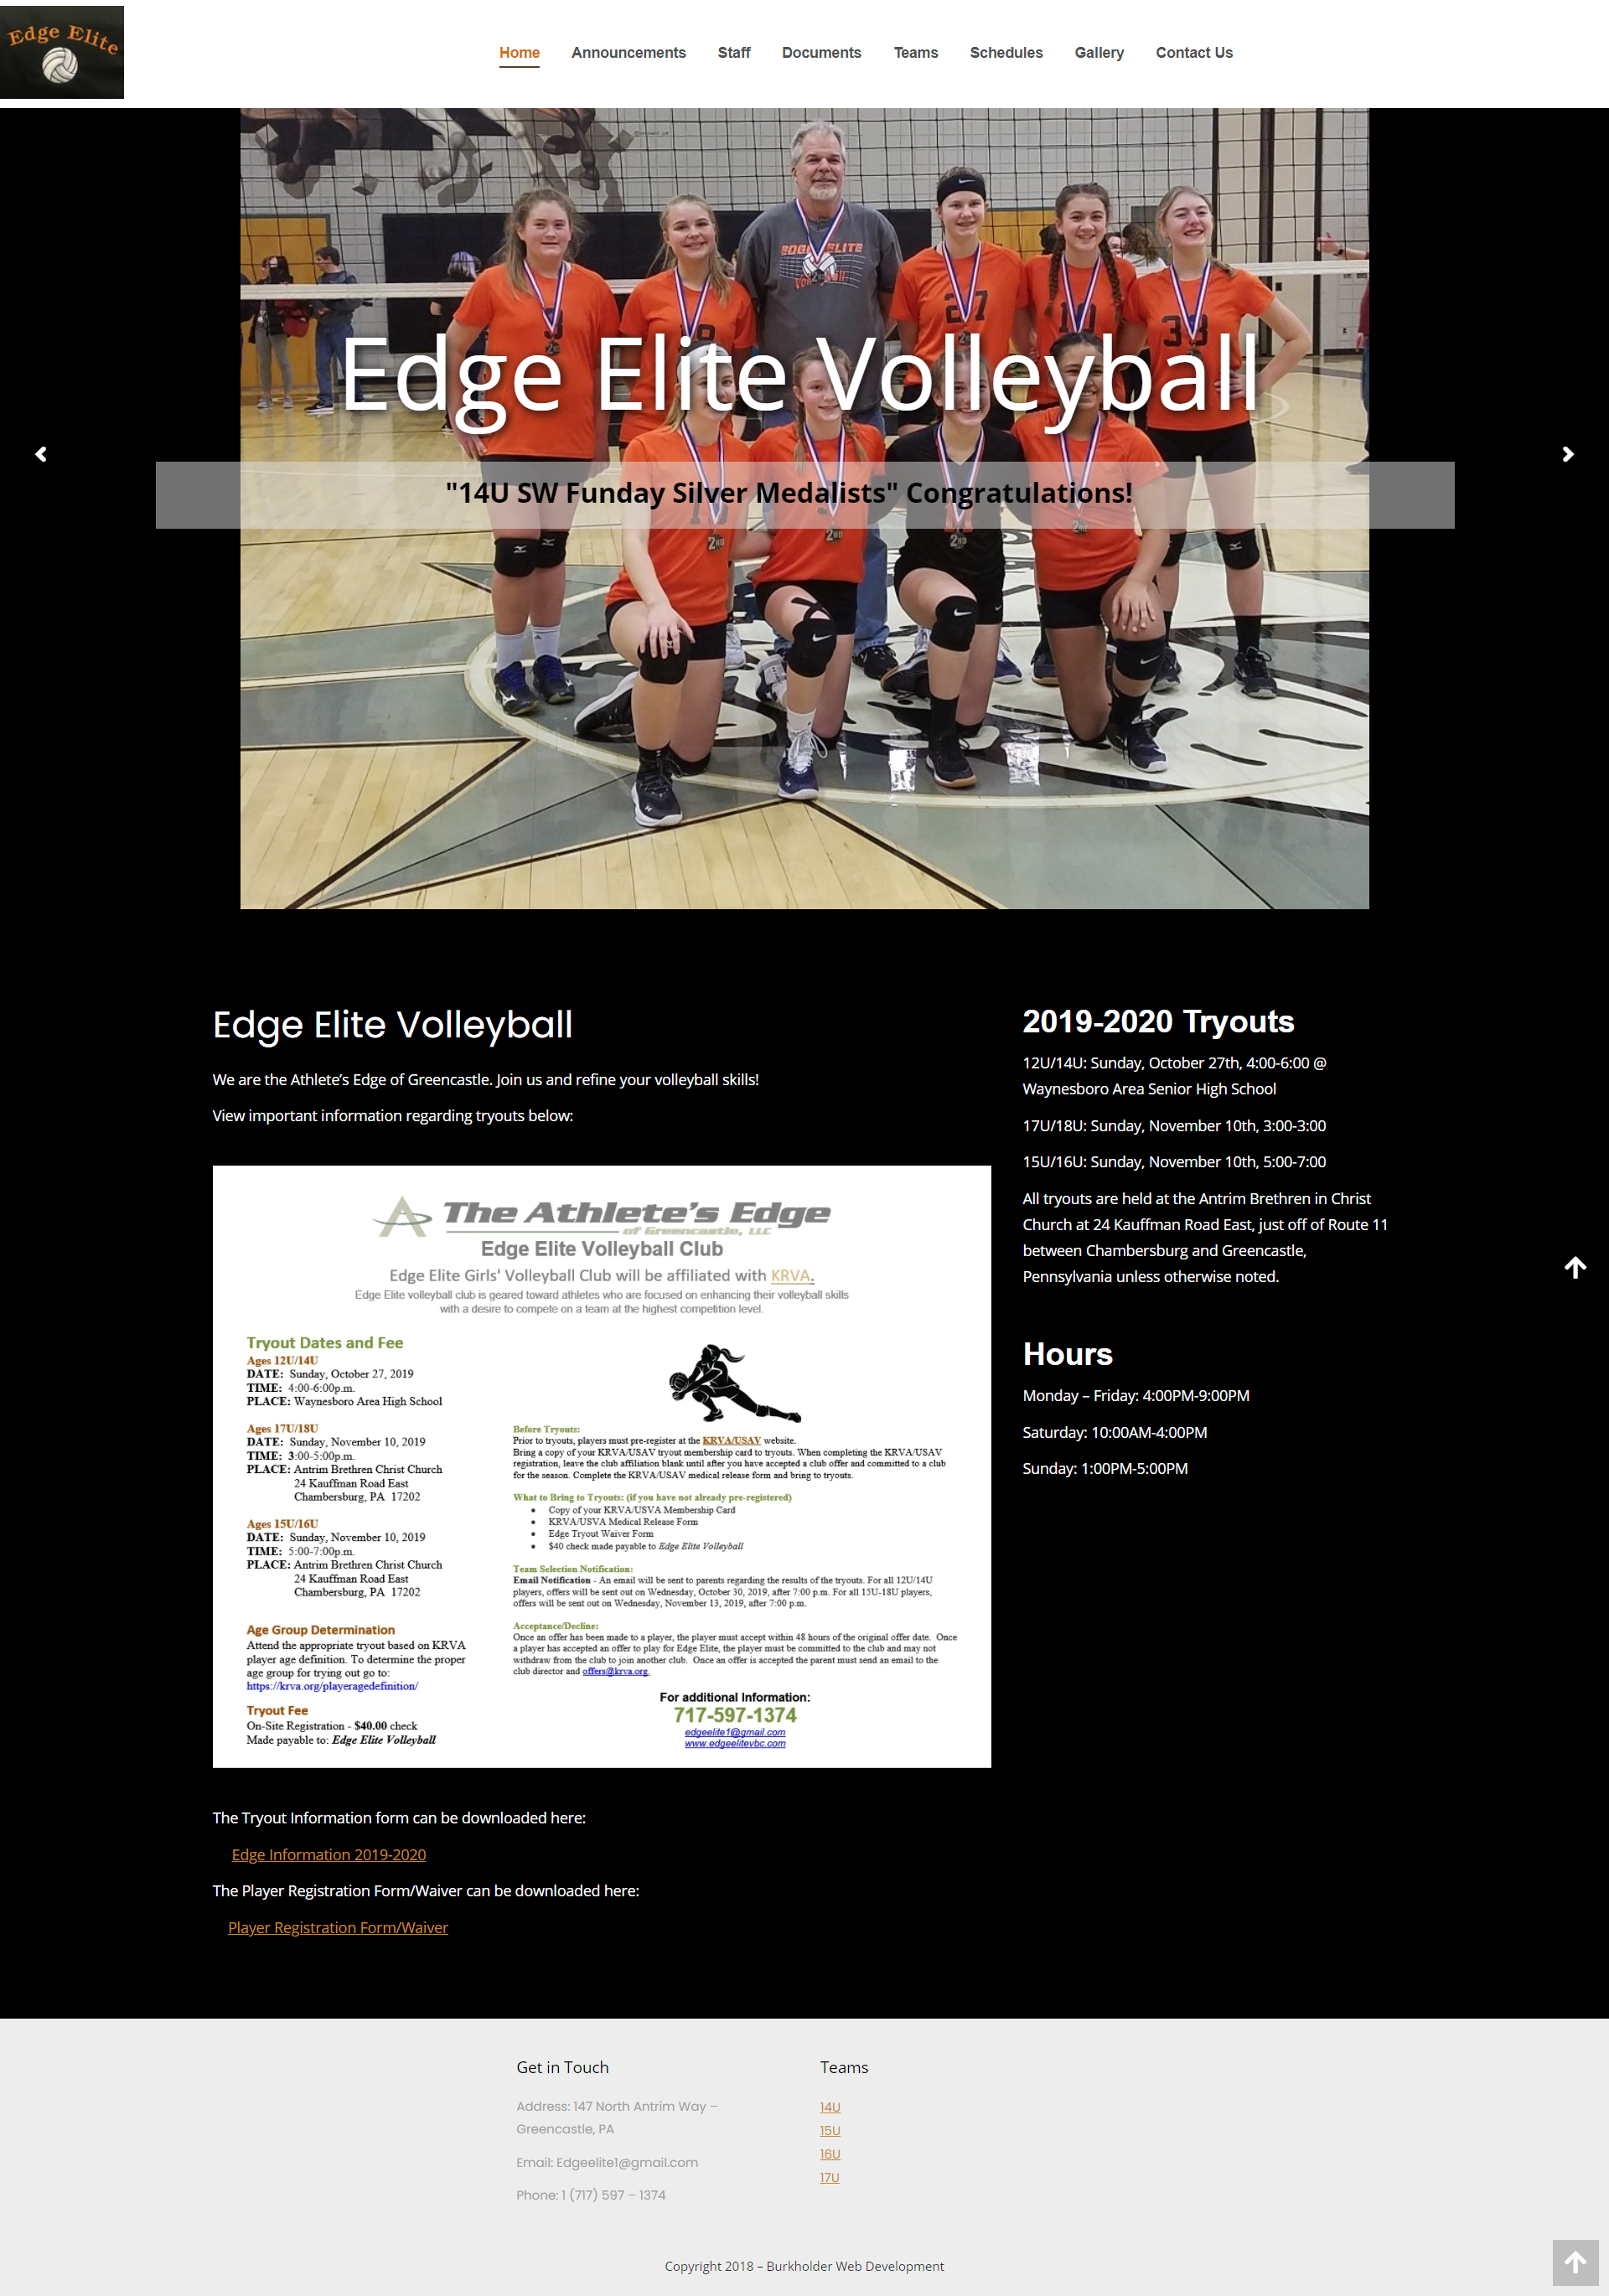 Edge Elite
Home
Announcements
Staff
Documents
Teams
Schedules
Gallery
Contact Us
EDGE ELITE
27
33
Edge Elite Volleyball
"14U SW Funday Silver Medalists" Congratulations!
2ND
2ND
2ND
Edge Elite Volleyball
We are the Athlete's Edge of Greencastle. Join us and refine your volleyball skills!
View important information regarding tryouts below:
The Athlete's Edge
of Greencastle, LLC
Edge Elite Volleyball Club
Edge Elite Girls' Volleyball Club will be affiliated with KRVA.
Edge Elite volleyball club is geared toward athletes who are focused on enhancing their volleyball skills
with a desire to compete on a team at the highest competition level.
Tryout Dates and Fee
Ages 12U/14U
DATE: Sunday, October 27, 2019
TIME: 4:00-6:00p.m.
PLACE: Waynesboro Area High School
Ages 17U/18U
DATE: Sunday, November 10, 2019
TIME: 3:00-5:00p.m.
PLACE: Antrim Brethren Christ Church
24 Kauffman Road East
Chambersburg, PA 17202
Ages 15U/16U
DATE: Sunday, November 10, 2019
TIME: 5:00-7:00p.m.
PLACE: Antrim Brethren Christ Church
24 Kauffman Road East
Chambersburg, PA 17202
Age Group Determination
Attend the appropriate tryout based on KRVA
player age definition. To determine the proper
age group for trying out go to:
https://krva.org/playeragedefinition/
Tryout Fee
On-Site Registration - $40.00 check
Made payable to: Edge Elite Volleyball
Before Tryouts:
Prior to tryouts, players must pre-register at the KRVA/USAV website.
Bring a copy of your KRVA/USAV tryout membership card to tryouts. When completing the KRVA/USAV
registration, leave the club affiliation blank until after you have accepted a club offer and committed to a club
for the season. Complete the KRVA/USAV medical release form and bring to tryouts.
What to Bring to Tryouts: (if you have not already pre-registered)
• Copy of your KRVA/USVA Membership Card
• KRVA/USVA Medical Release Form
• Edge Tryout Waiver Form
• $40 check made payable to Edge Elite Volleyball
Team Selection Notification:
Email Notification - An email will be sent to parents regarding the results of the tryouts. For all 12U/14U
players, offers will be sent out on Wednesday, October 30, 2019, after 7:00 p.m. For all 15U-18U players,
offers will be sent out on Wednesday, November 13, 2019, after 7:00 p.m.
Acceptance/Decline:
Once an offer has been made to a player, the player must accept within 48 hours of the original offer date. Once
a player has accepted an offer to play for Edge Elite, the player must be committed to the club and may not
withdraw from the club to join another club. Once an offer is accepted the parent must send an email to the
club director and offers@krva.org.
For additional Information:
717-597-1374
edgeelite1@gmail.com
www.edgeelitevbc.com
The Tryout Information form can be downloaded here:
Edge Information 2019-2020
The Player Registration Form/Waiver can be downloaded here:
Player Registration Form/Waiver
2019-2020 Tryouts
12U/14U: Sunday, October 27th, 4:00-6:00 @
Waynesboro Area Senior High School
17U/18U: Sunday, November 10th, 3:00-3:00
15U/16U: Sunday, November 10th, 5:00-7:00
All tryouts are held at the Antrim Brethren in Christ
Church at 24 Kauffman Road East, just off of Route 11
between Chambersburg and Greencastle,
Pennsylvania unless otherwise noted.
Hours
Monday – Friday: 4:00PM-9:00PM
Saturday: 10:00AM-4:00PM
Sunday: 1:00PM-5:00PM
Get in Touch
Address: 147 North Antrim Way –
Greencastle, PA
Email: Edgeelite1@gmail.com
Phone: 1 (717) 597 – 1374
Teams
14U
15U
16U
17U
Copyright 2018 – Burkholder Web Development